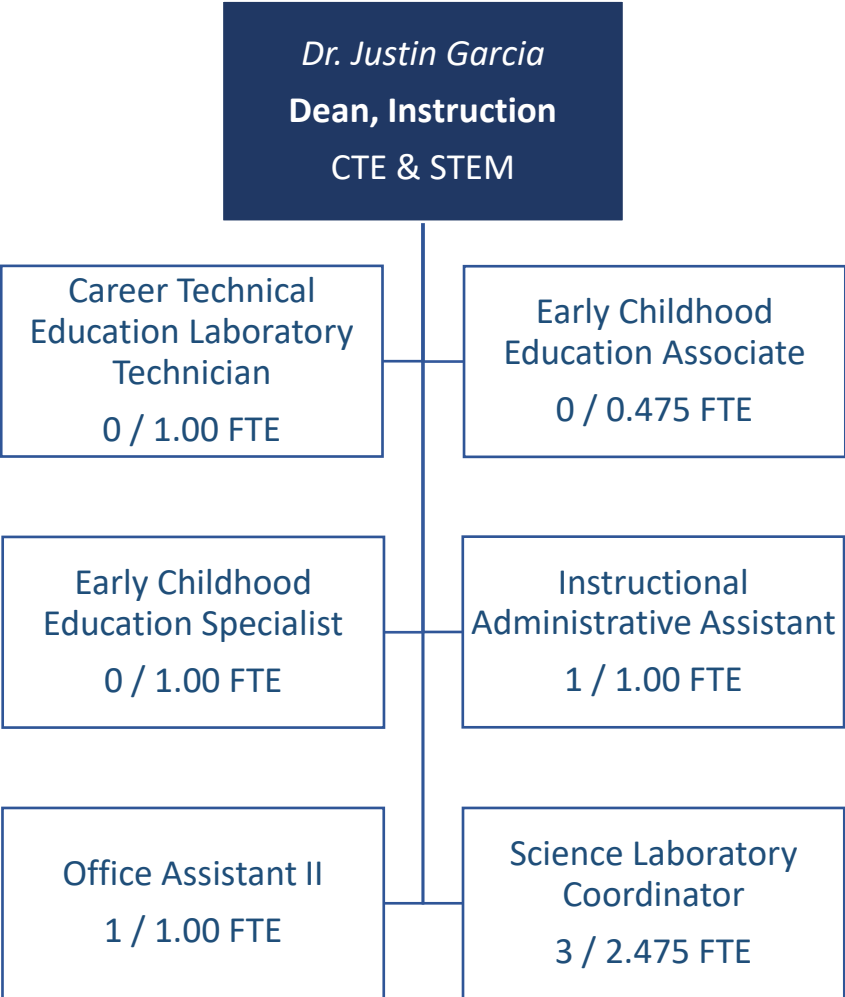 Dr. Justin Garcia
Dean, Instruction
CTE & STEM
Career Technical
Education Laboratory
Technician
0 / 1.00 FTE
Early Childhood
Education Associate
0 / 0.475 FTE
Early Childhood
Education Specialist
0 / 1.00 FTE
Instructional
Administrative Assistant
1 / 1.00 FTE
Office Assistant II
1 / 1.00 FTE
Science Laboratory
Coordinator
3 / 2.475 FTE